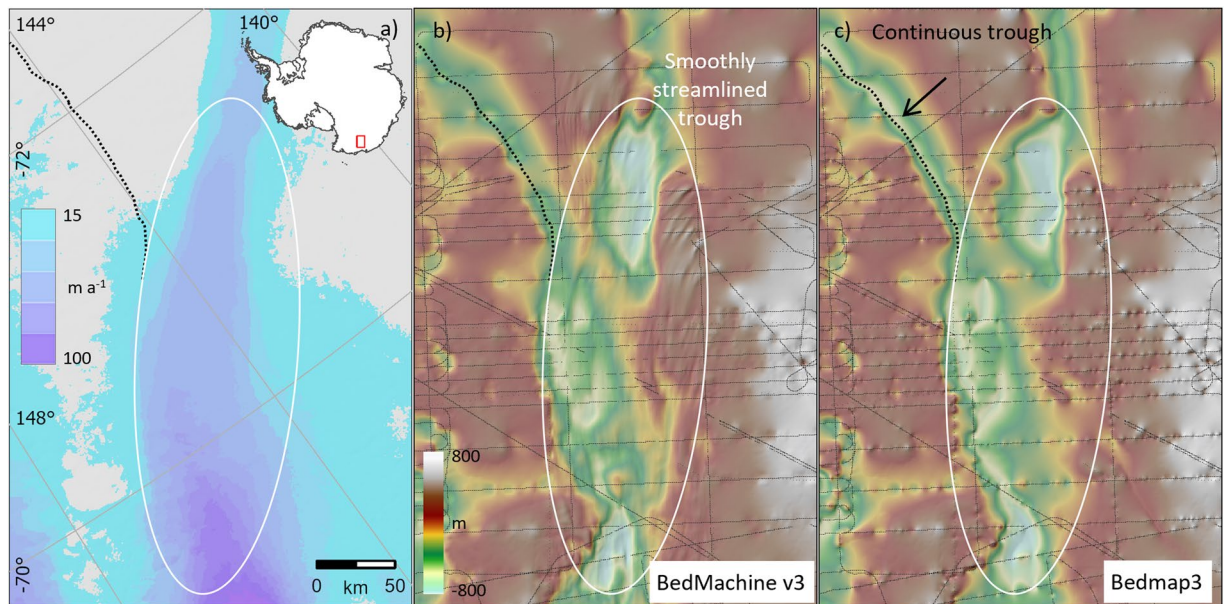 144°
140°
a)
-72°
15
m a⁻¹
100
148°
-70°
0 km 50
b)
Smoothly
streamlined
trough
800
m
-800
BedMachine v3
c)
Continuous trough
Bedmap3